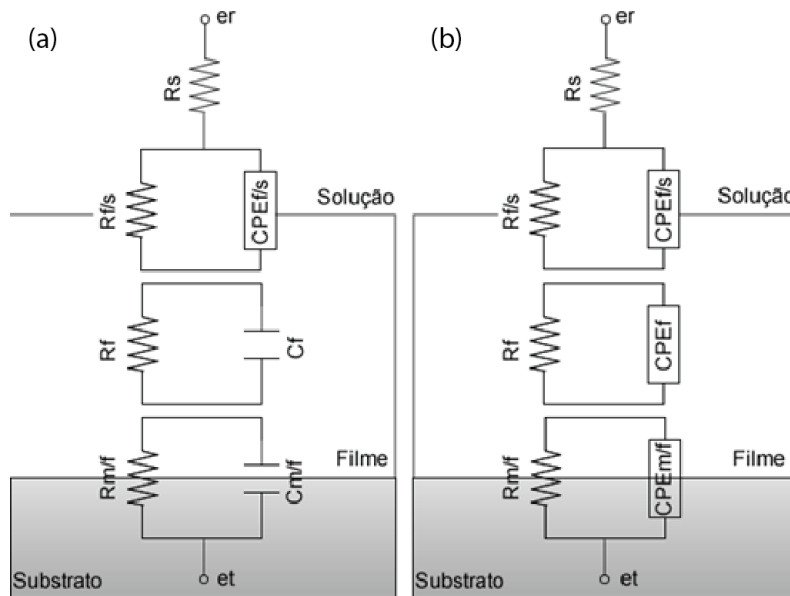 (a)
er
Rs
Rf/s
CPEf/s
Solução
Rf
Cf
Rm/f
Cm/f
Filme
Substrato
et
(b)
er
Rs
Rf/s
CPEf/s
Solução
Rf
CPEf
Rm/f
CPEm/f
Filme
Substrato
et